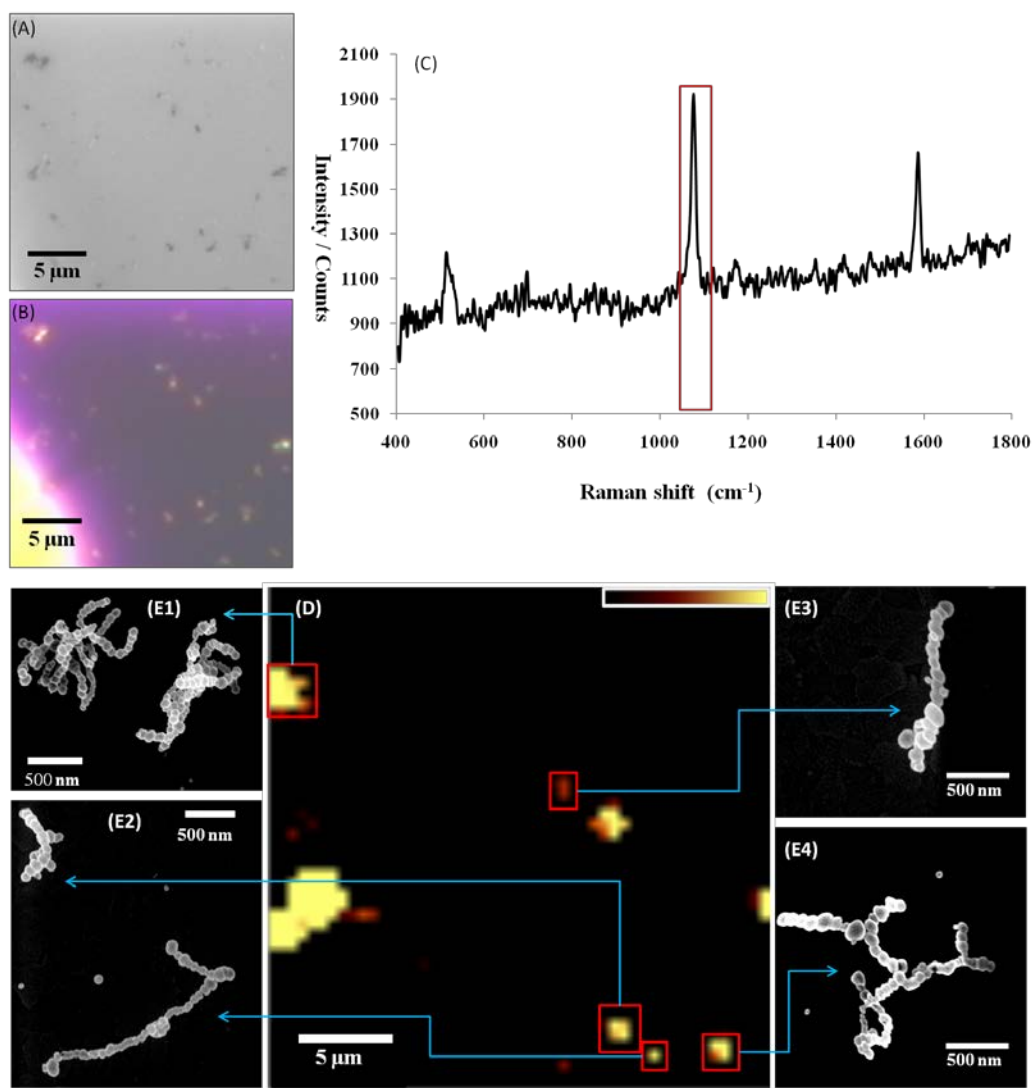 (A)
5 µm
(B)
5 µm
(C)
2100
1900
1700
1500
1300
1100
900
700
500
Intensity / Counts
400 600 800 1000 1200 1400 1600 1800
Raman shift (cm-1)
(E1)
500 nm
(E2)
500 nm
(D)
5 µm
(E3)
500 nm
(E4)
500 nm